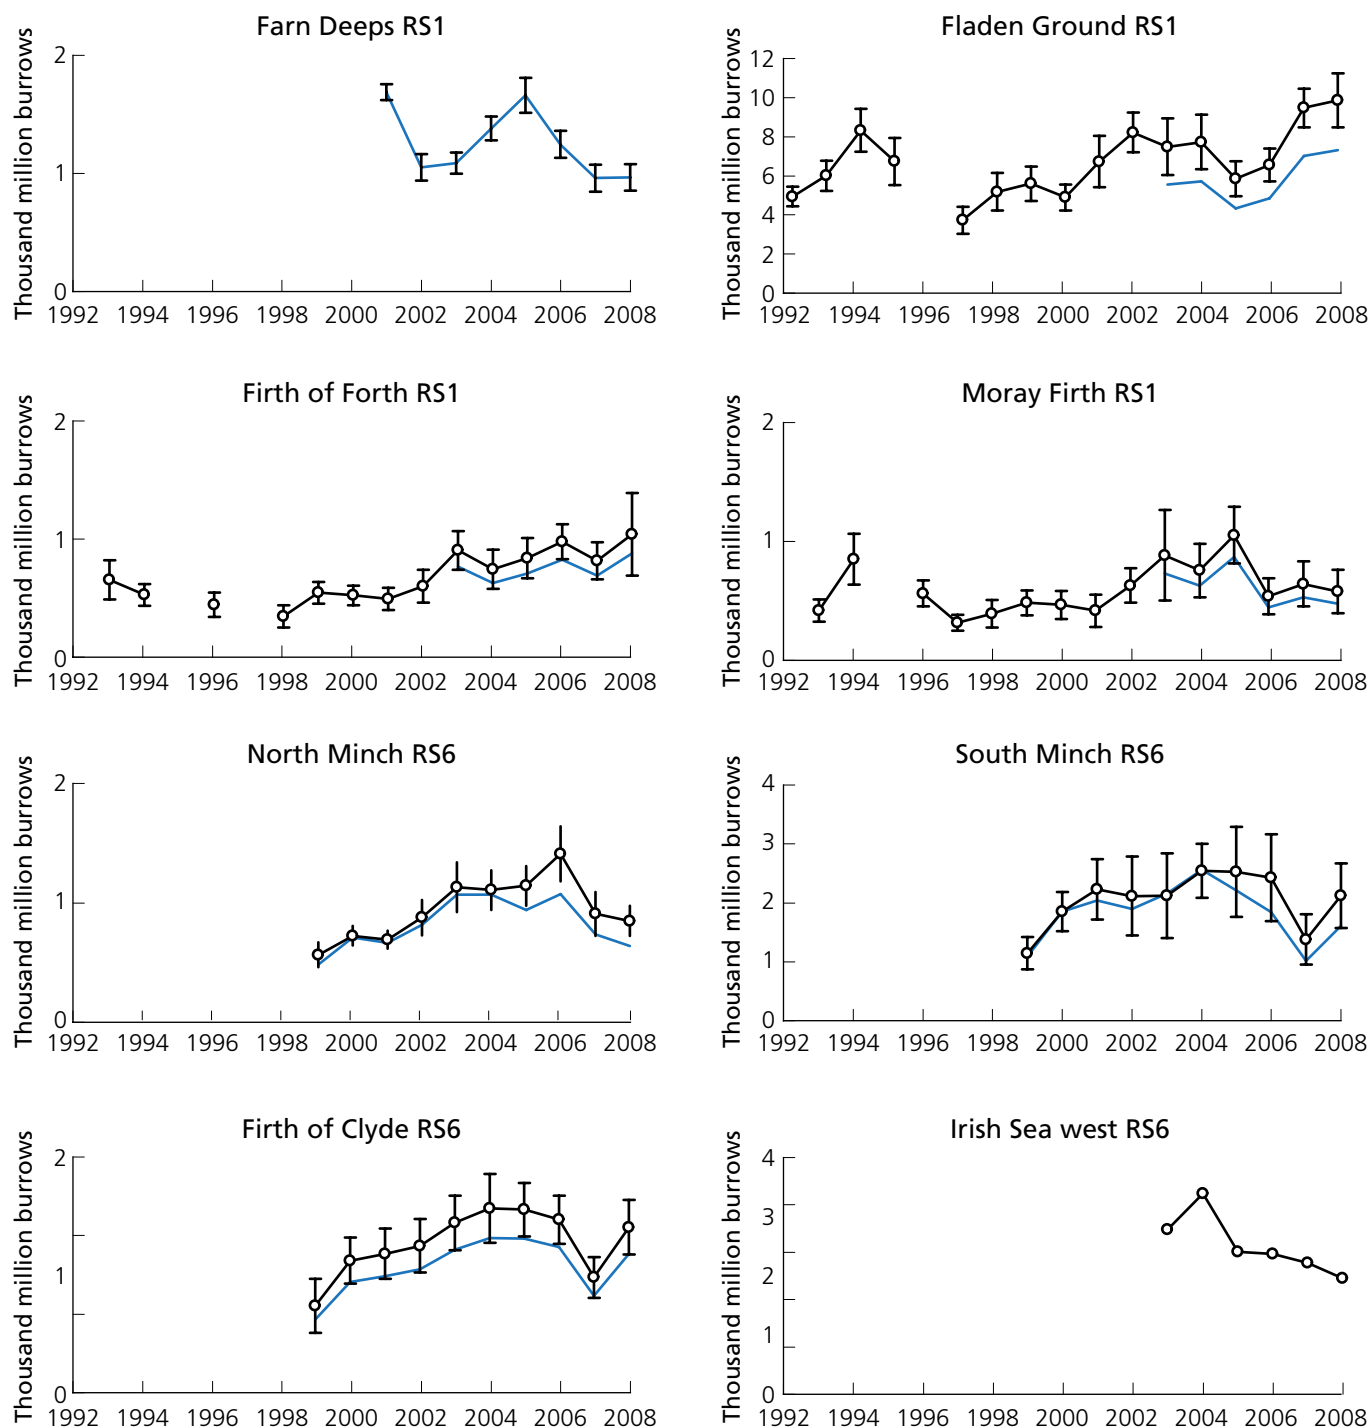 Farn Deeps RS1
Thousand million burrows
2
1
0
1992 1994 1996 1998 2000 2002 2004 2006 2008
Fladen Ground RS1
Thousand million burrows
12
10
8
6
4
2
0
1992 1994 1996 1998 2000 2002 2004 2006 2008
Firth of Forth RS1
Thousand million burrows
2
1
0
1992 1994 1996 1998 2000 2002 2004 2006 2008
Moray Firth RS1
Thousand million burrows
2
1
0
1992 1994 1996 1998 2000 2002 2004 2006 2008
North Minch RS6
Thousand million burrows
2
1
0
1992 1994 1996 1998 2000 2002 2004 2006 2008
South Minch RS6
Thousand million burrows
4
3
2
1
0
1992 1994 1996 1998 2000 2002 2004 2006 2008
Firth of Clyde RS6
Thousand million burrows
2
1
0
1992 1994 1996 1998 2000 2002 2004 2006 2008
Irish Sea west RS6
Thousand million burrows
4
3
2
1
0
1992 1994 1996 1998 2000 2002 2004 2006 2008